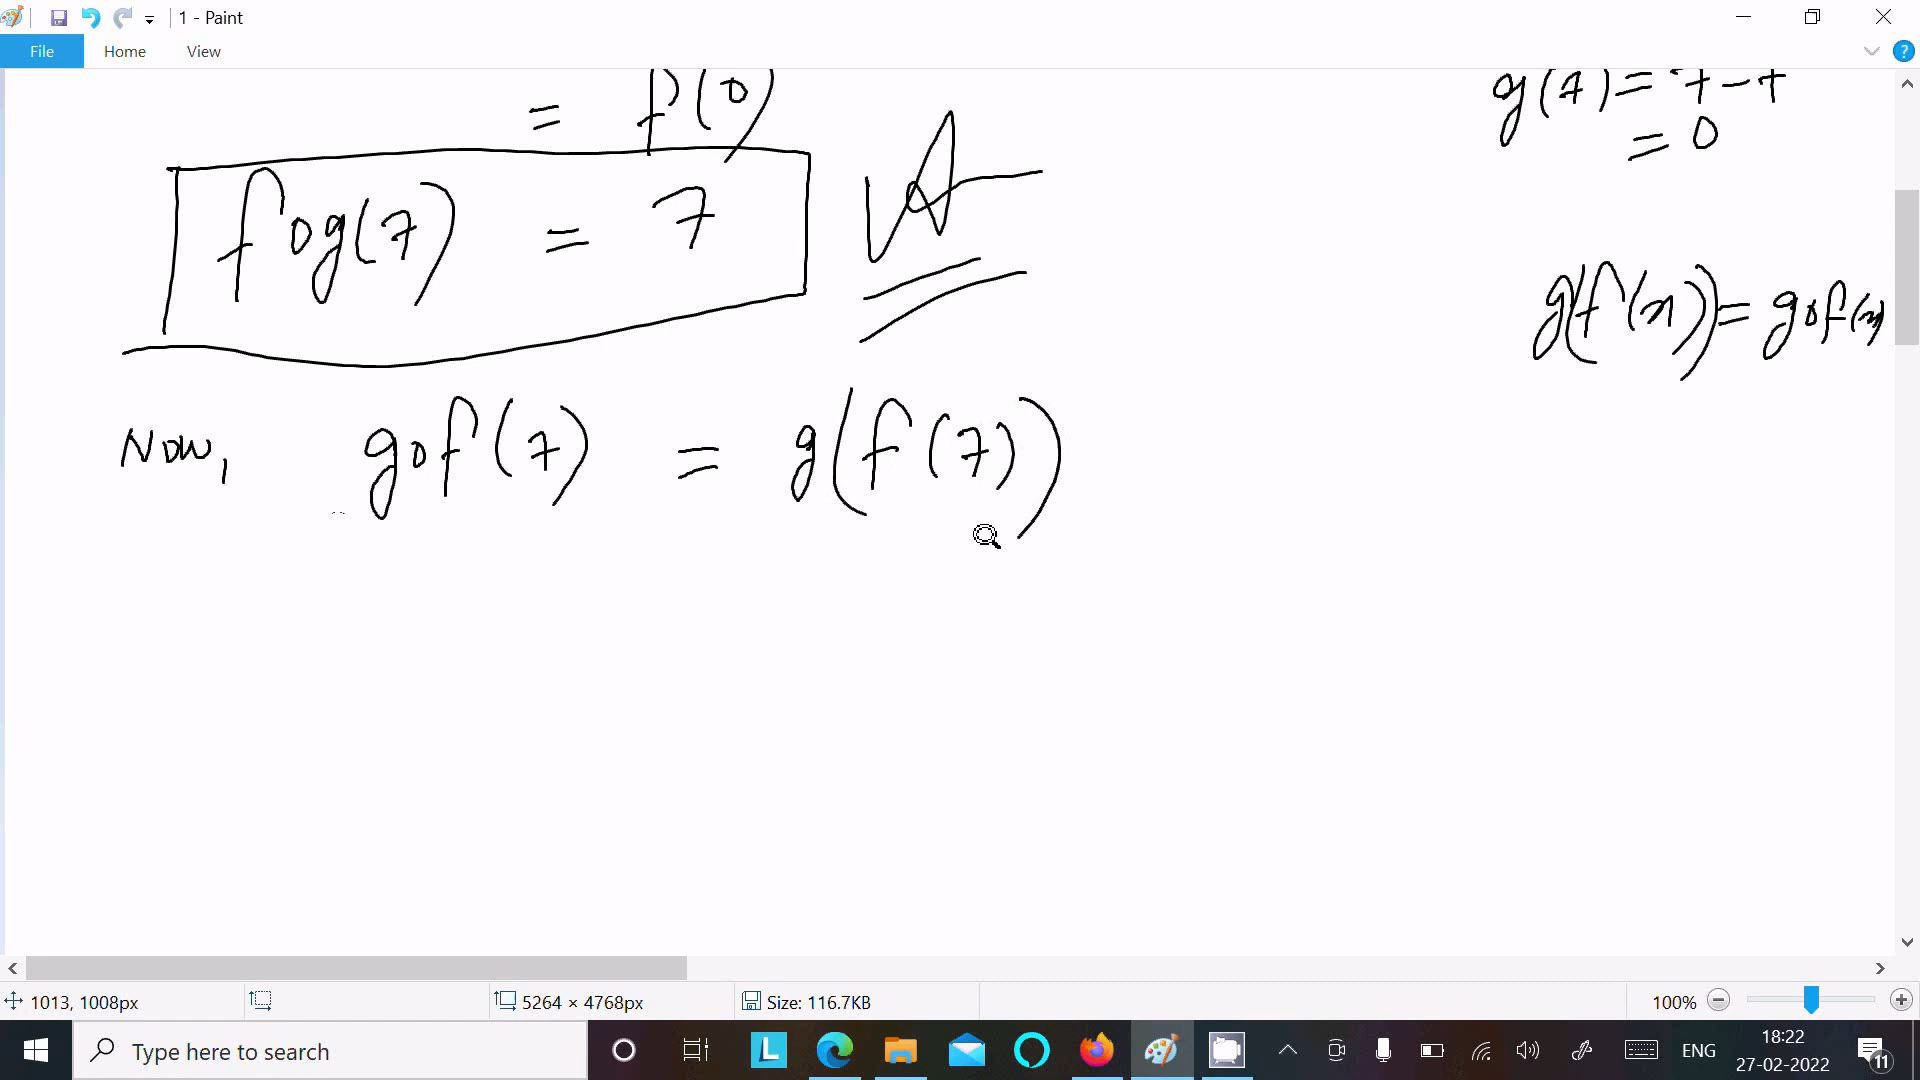 1 - Paint
File Home View
= f(0)
g(7) = 7 - 7
= 0
fog(7) = 7
g(f(x)) = gof(x)
Now, gof(7) = g(f(7))
1013, 1008px 5264 × 4768px Size: 116.7KB 100%
Type here to search
ENG
18:22
27-02-2022
11